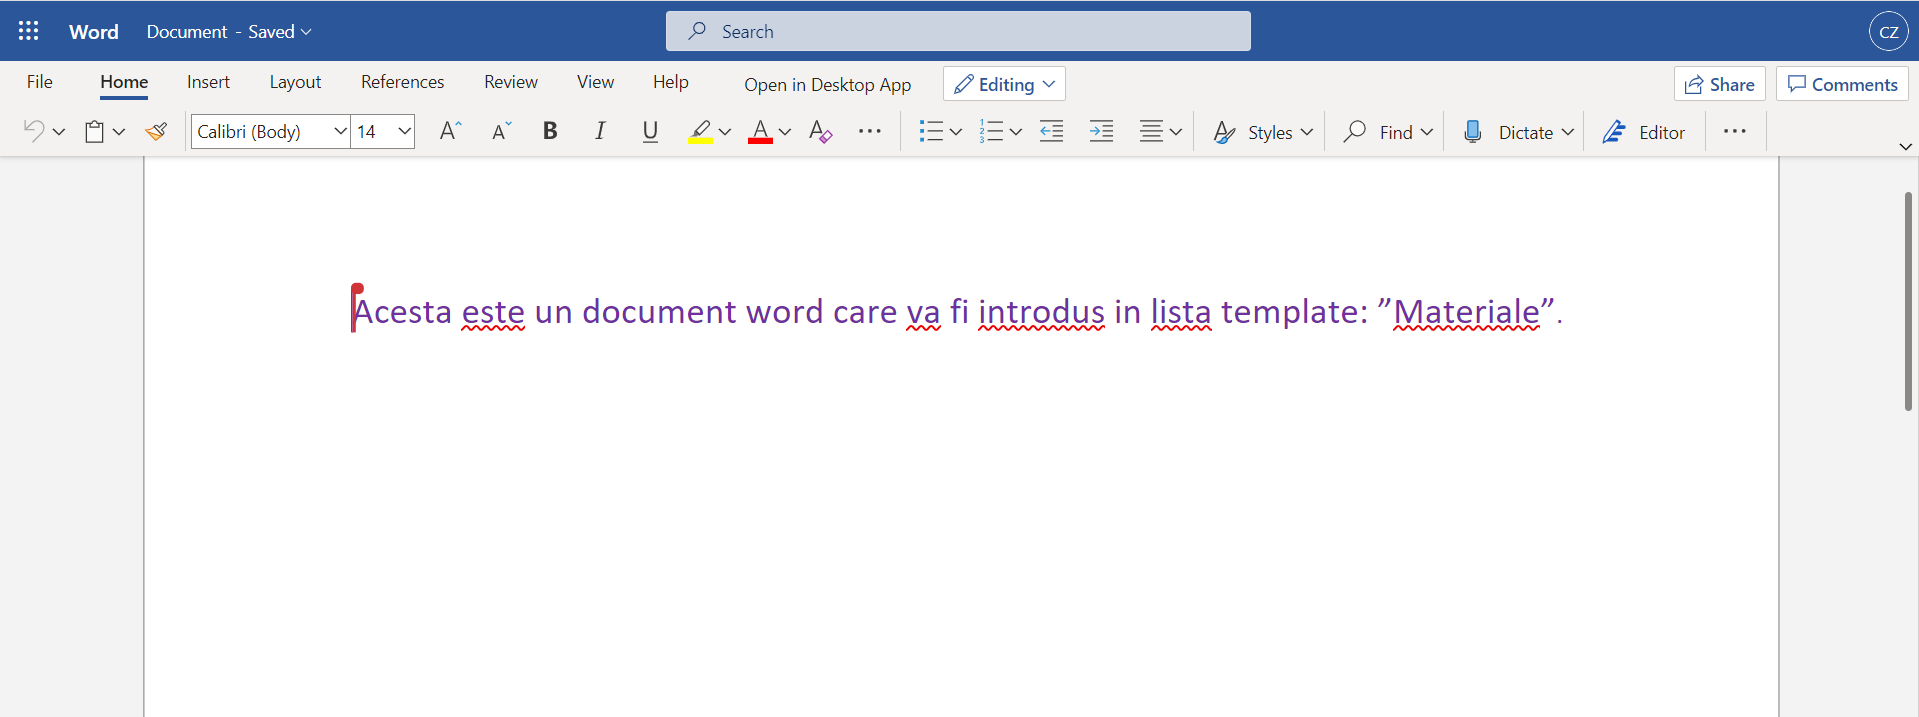 Word Document - Saved Search CZ
File Home Insert Layout References Review View Help Open in Desktop App Editing Share Comments
Calibri (Body) 14 A A B I U A A Styles Find Dictate Editor
Acesta este un document word care va fi introdus in lista template: ”Materiale”.